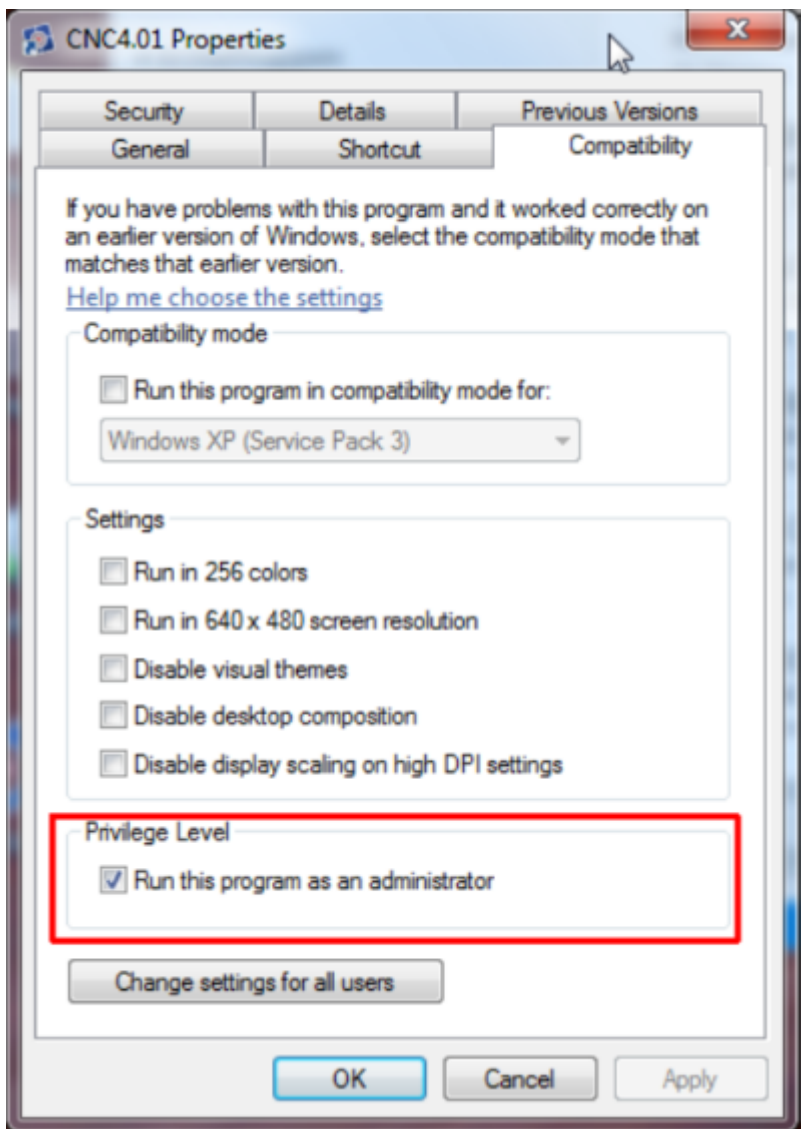 CNC4.01 Properties
Security Details Previous Versions
General Shortcut Compatibility
If you have problems with this program and it worked correctly on
an earlier version of Windows, select the compatibility mode that
matches that earlier version.
Help me choose the settings
Compatibility mode
Run this program in compatibility mode for:
Windows XP (Service Pack 3)
Settings
Run in 256 colors
Run in 640 x 480 screen resolution
Disable visual themes
Disable desktop composition
Disable display scaling on high DPI settings
Privilege Level
Run this program as an administrator
Change settings for all users
OK Cancel Apply